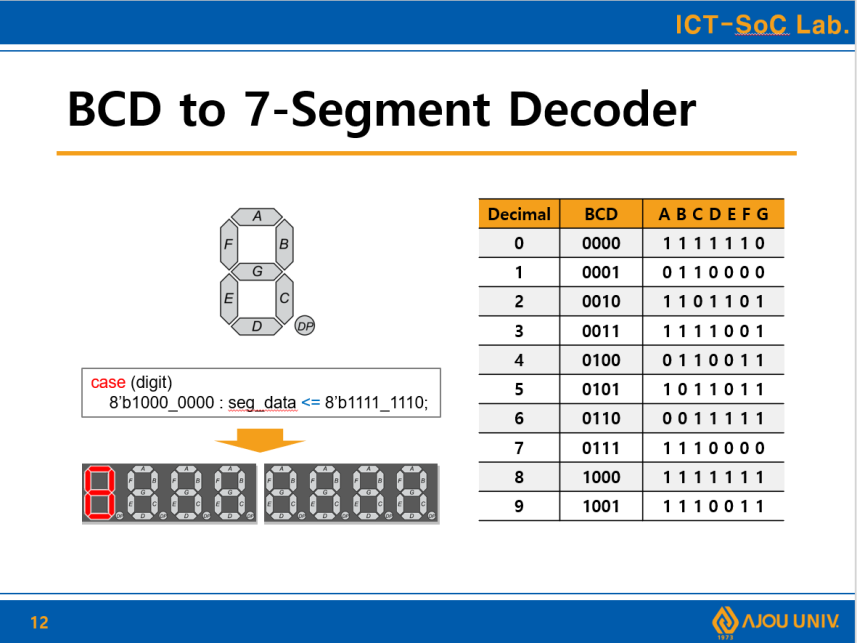 ICT-SoC Lab.
BCD to 7-Segment Decoder
A
F B
G
E C
D DP
case (digit)
8'b1000_0000 : seg_data <= 8'b1111_1110;
Decimal BCD A B C D E F G
0 0000 1 1 1 1 1 1 0
1 0001 0 1 1 0 0 0 0
2 0010 1 1 0 1 1 0 1
3 0011 1 1 1 1 0 0 1
4 0100 0 1 1 0 0 1 1
5 0101 1 0 1 1 0 1 1
6 0110 0 0 1 1 1 1 1
7 0111 1 1 1 0 0 0 0
8 1000 1 1 1 1 1 1 1
9 1001 1 1 1 0 0 1 1
12
AJOU UNIV.
1973